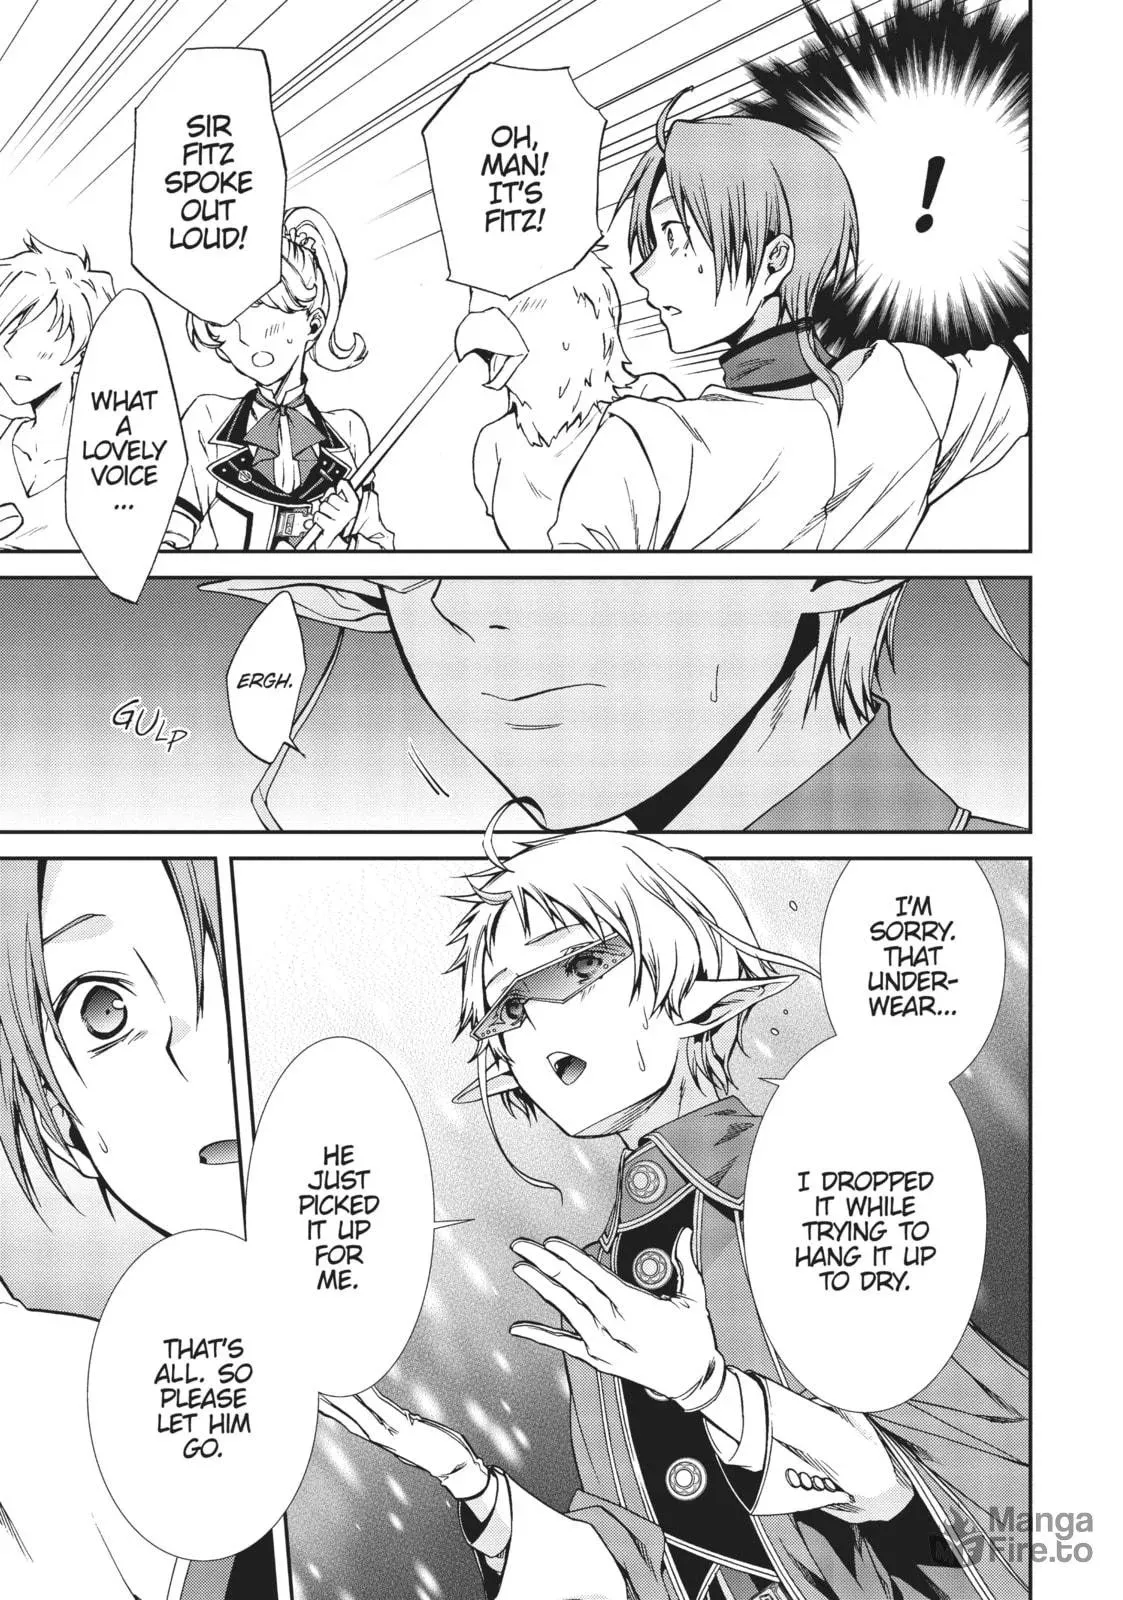 !
OH,
MAN!
IT'S
FITZ!
SIR
FITZ
SPOKE
OUT
LOUD!
WHAT
A
LOVELY
VOICE
...
ERGH.
GULP
I'M
SORRY.
THAT
UNDER-
WEAR...
I DROPPED
IT WHILE
TRYING TO
HANG IT UP
TO DRY.
HE
JUST
PICKED
IT UP
FOR
ME.
THAT'S
ALL. SO
PLEASE
LET HIM
GO.
Manga
Fire.to